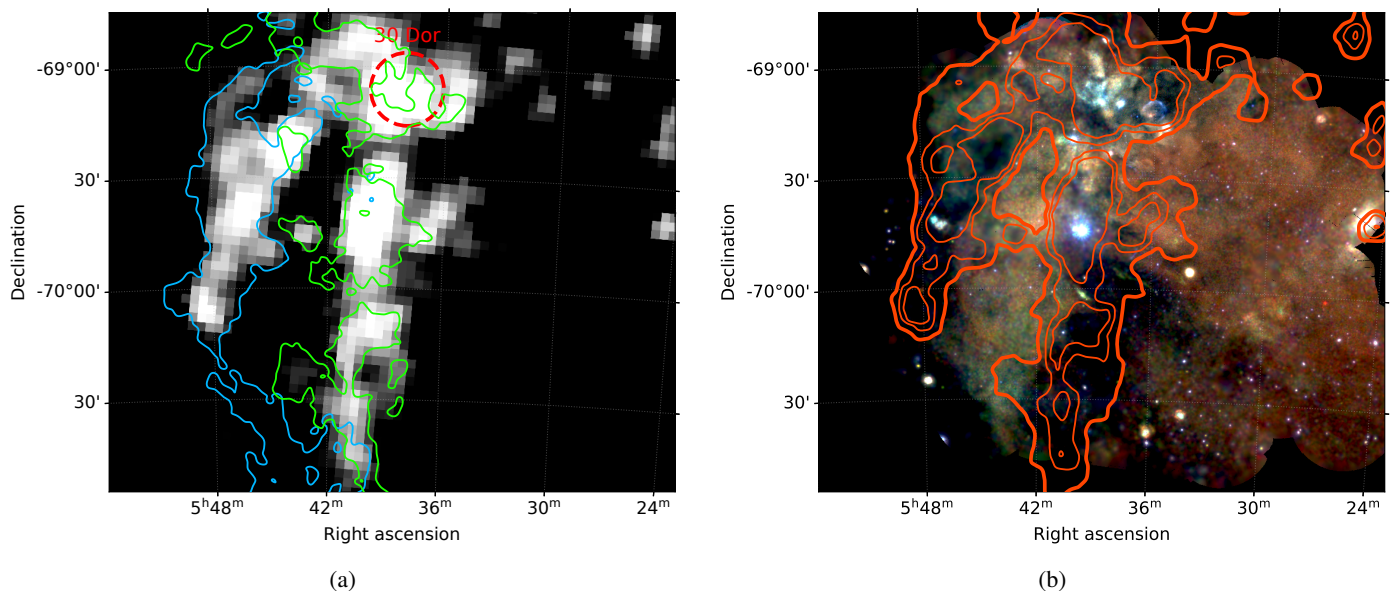 30 Dor
Declination
-69°00'
30'
-70°00'
30'
5ʰ48ᵐ 42ᵐ 36ᵐ 30ᵐ 24ᵐ
Right ascension
(a)
Declination
-69°00'
30'
-70°00'
30'
5ʰ48ᵐ 42ᵐ 36ᵐ 30ᵐ 24ᵐ
Right ascension
(b)